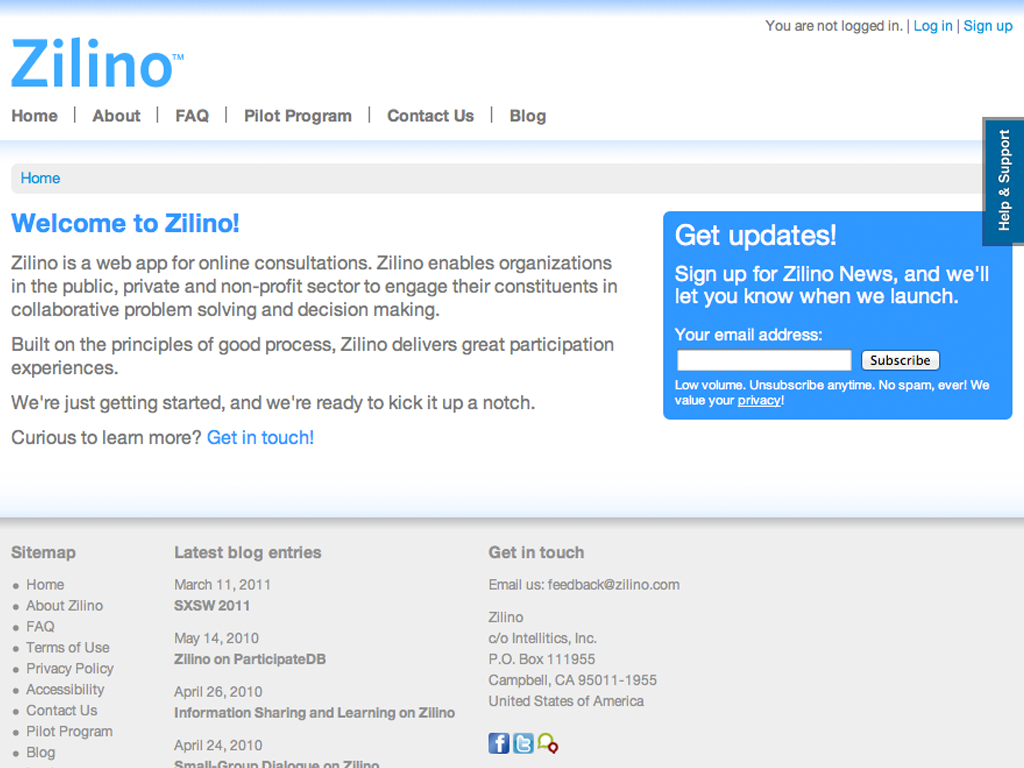 You are not logged in. | Log in | Sign up
Zilino™
Home | About | FAQ | Pilot Program | Contact Us | Blog
Help & Support
Home
Welcome to Zilino!
Zilino is a web app for online consultations. Zilino enables organizations
in the public, private and non-profit sector to engage their constituents in
collaborative problem solving and decision making.
Built on the principles of good process, Zilino delivers great participation
experiences.
We're just getting started, and we're ready to kick it up a notch.
Curious to learn more? Get in touch!
Get updates!
Sign up for Zilino News, and we'll
let you know when we launch.
Your email address:
Subscribe
Low volume. Unsubscribe anytime. No spam, ever! We
value your privacy!
Sitemap
Home
About Zilino
FAQ
Terms of Use
Privacy Policy
Accessibility
Contact Us
Pilot Program
Blog
Latest blog entries
March 11, 2011
SXSW 2011
May 14, 2010
Zilino on ParticipateDB
April 26, 2010
Information Sharing and Learning on Zilino
April 24, 2010
Small-Group Dialogue on Zilino
Get in touch
Email us: feedback@zilino.com
Zilino
c/o Intellitics, Inc.
P.O. Box 111955
Campbell, CA 95011-1955
United States of America